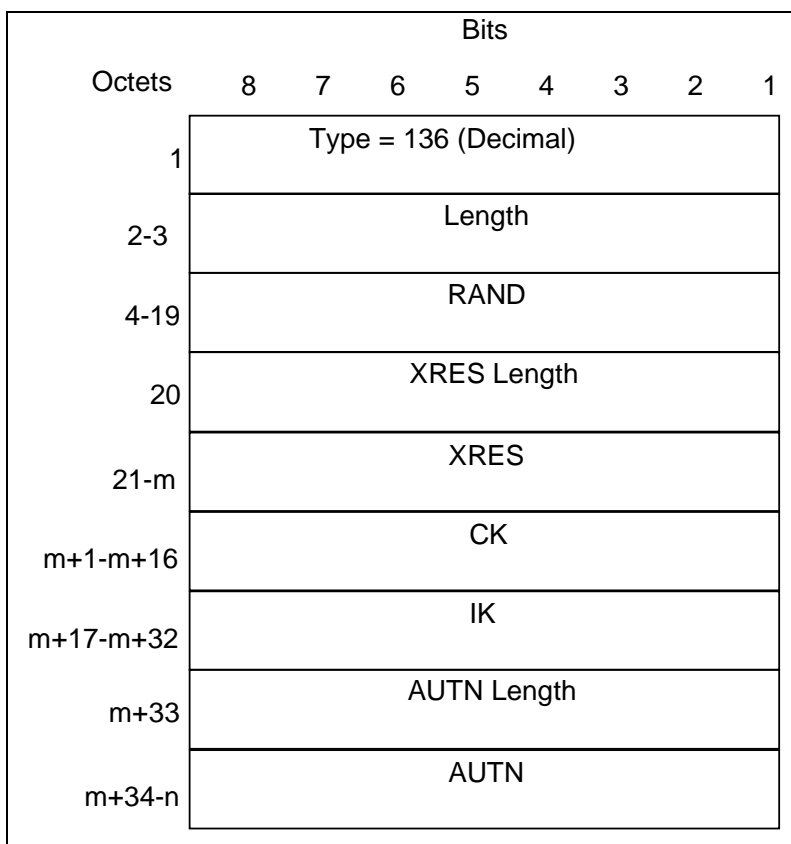 Bits
Octets 8 7 6 5 4 3 2 1
1 Type = 136 (Decimal)
2-3 Length
4-19 RAND
20 XRES Length
21-m XRES
m+1-m+16 CK
m+17-m+32 IK
m+33 AUTN Length
m+34-n AUTN